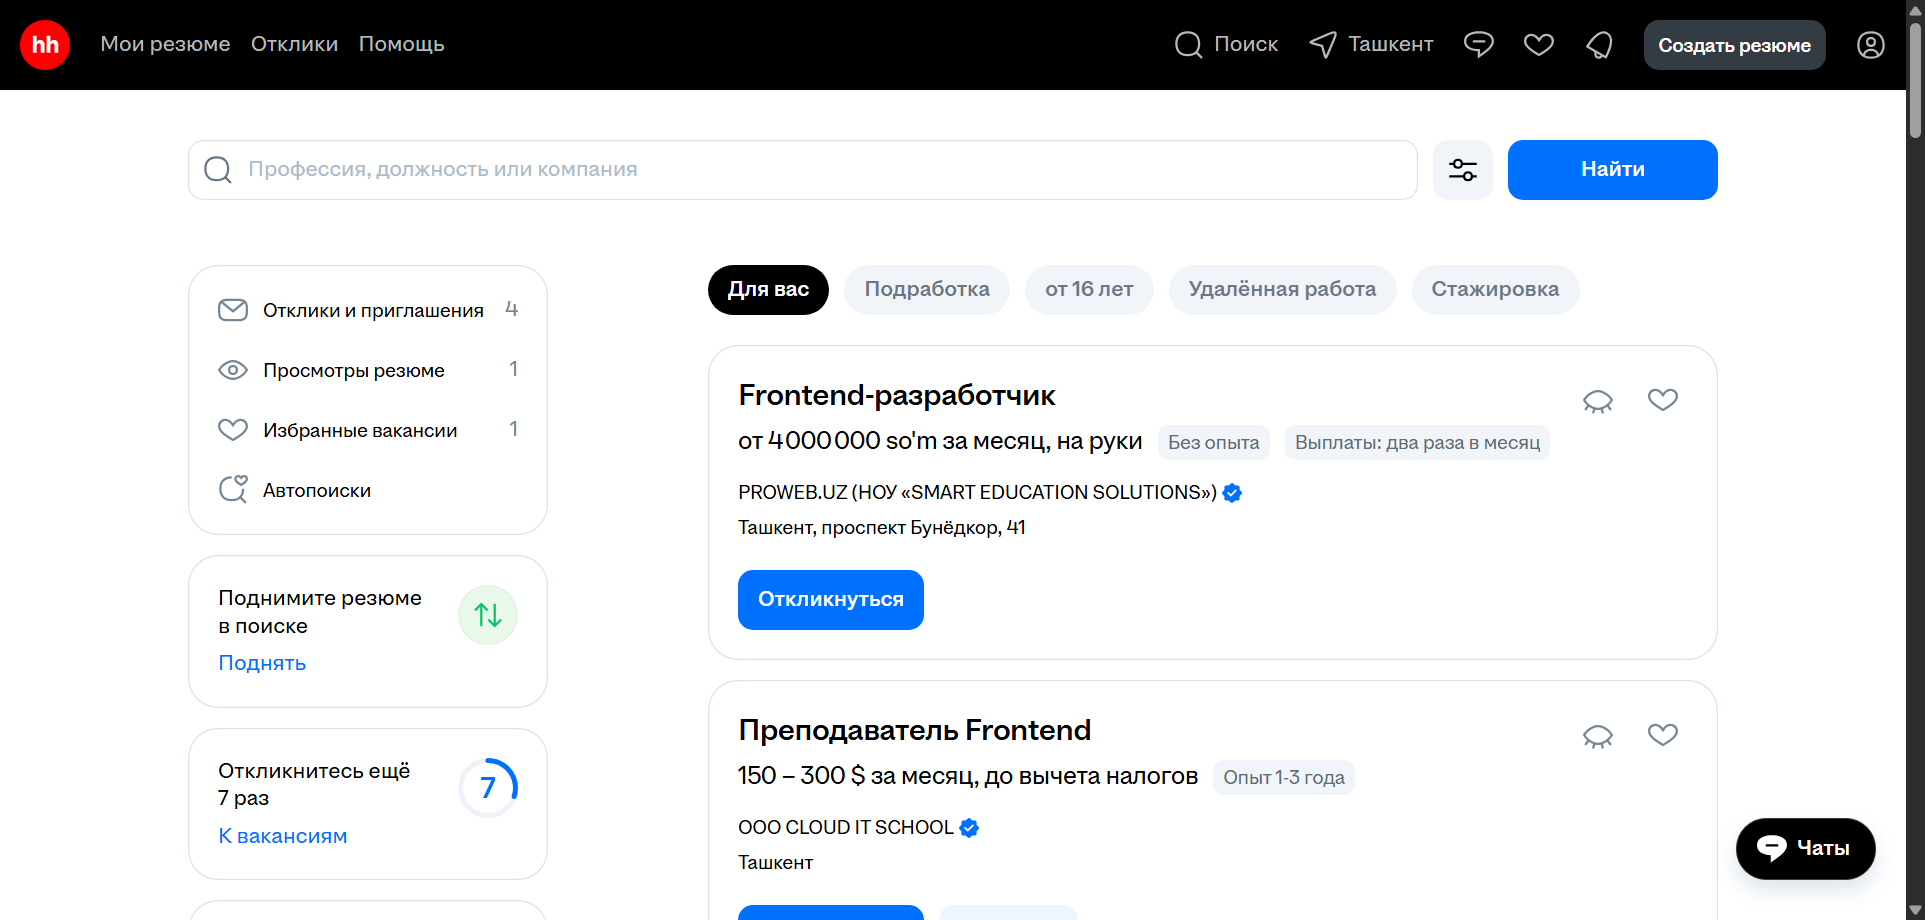 hh Мои резюме Отклики Помощь Поиск Ташкент Создать резюме
Профессия, должность или компания Найти
Отклики и приглашения 4
Просмотры резюме 1
Избранные вакансии 1
Автопоиски
Поднимите резюме
в поиске
Поднять
Откликнитесь ещё
7 раз
7
К вакансиям
Для вас Подработка от 16 лет Удалённая работа Стажировка
Frontend-разработчик
от 4 000 000 so'm за месяц, на руки Без опыта Выплаты: два раза в месяц
PROWEB.UZ (НОУ «SMART EDUCATION SOLUTIONS»)
Ташкент, проспект Бунёдкор, 41
Откликнуться
Преподаватель Frontend
150 – 300 $ за месяц, до вычета налогов Опыт 1-3 года
ООО CLOUD IT SCHOOL
Ташкент
Чаты